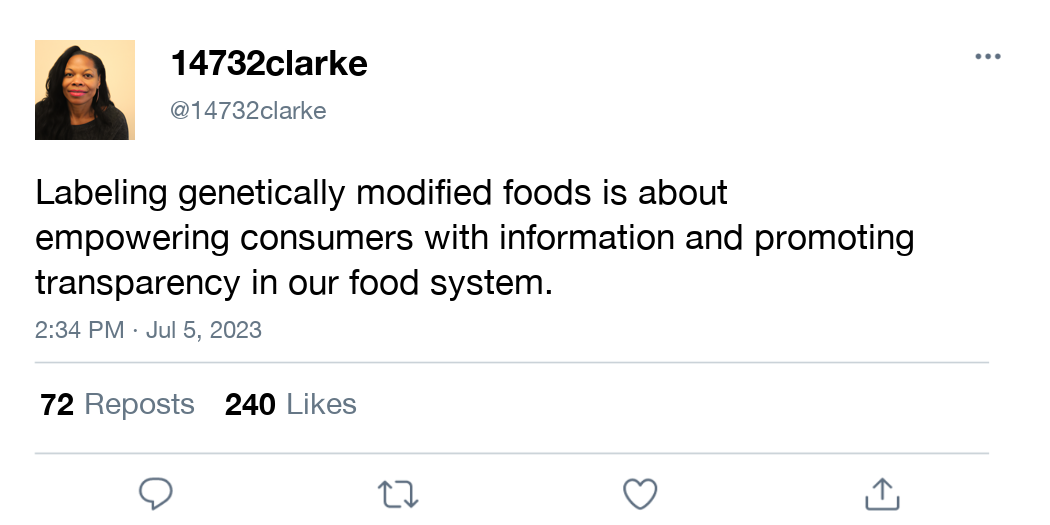 14732clarke
@14732clarke
Labeling genetically modified foods is about
empowering consumers with information and promoting
transparency in our food system.
2:34 PM · Jul 5, 2023
72 Reposts 240 Likes